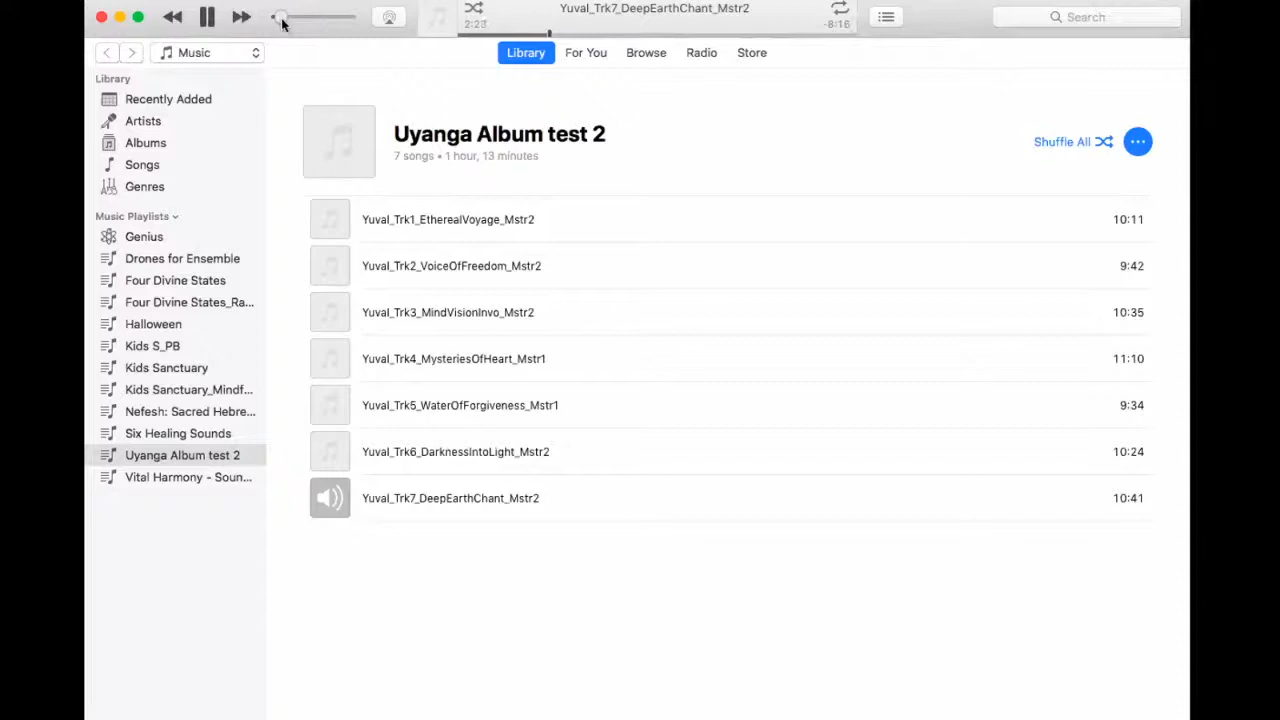 Yuval_Trk7_DeepEarthChant_Mstr2
2:23
-8:16
Search
Music
Library
For You
Browse
Radio
Store
Library
Recently Added
Artists
Albums
Songs
Genres
Music Playlists
Genius
Drones for Ensemble
Four Divine States
Four Divine States_Ra...
Halloween
Kids S_PB
Kids Sanctuary
Kids Sanctuary_Mindf...
Nefesh: Sacred Hebre...
Six Healing Sounds
Uyanga Album test 2
Vital Harmony - Soun...
Uyanga Album test 2
7 songs • 1 hour, 13 minutes
Shuffle All
Yuval_Trk1_EtherealVoyage_Mstr2 10:11
Yuval_Trk2_VoiceOfFreedom_Mstr2 9:42
Yuval_Trk3_MindVisionInvo_Mstr2 10:35
Yuval_Trk4_MysteriesOfHeart_Mstr1 11:10
Yuval_Trk5_WaterOfForgiveness_Mstr1 9:34
Yuval_Trk6_DarknessIntoLight_Mstr2 10:24
Yuval_Trk7_DeepEarthChant_Mstr2 10:41